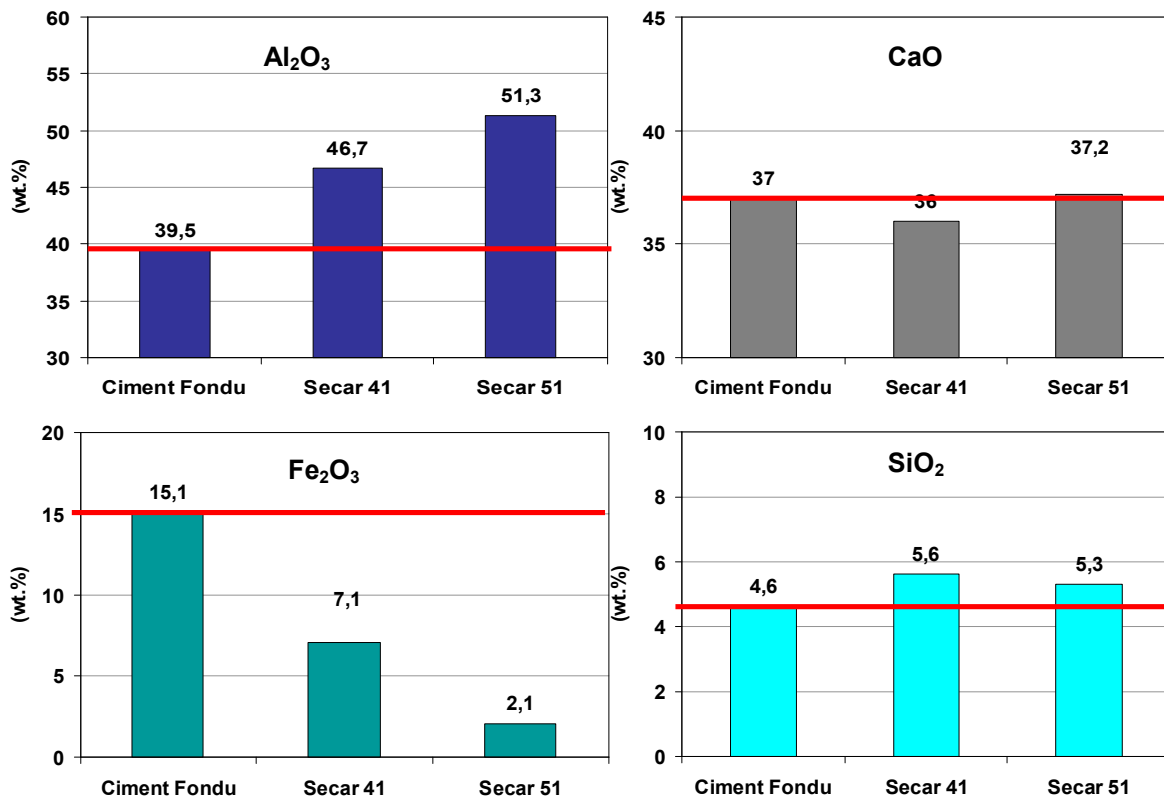 Al₂O₃
(wt.%)
60
55
50
45
40
35
30
39,5
46,7
51,3
Ciment Fondu
Secar 41
Secar 51
CaO
(wt.%)
45
40
35
30
37
36
37,2
Ciment Fondu
Secar 41
Secar 51
Fe₂O₃
(wt.%)
20
15
10
5
0
15,1
7,1
2,1
Ciment Fondu
Secar 41
Secar 51
SiO₂
(wt.%)
10
8
6
4
2
0
4,6
5,6
5,3
Ciment Fondu
Secar 41
Secar 51